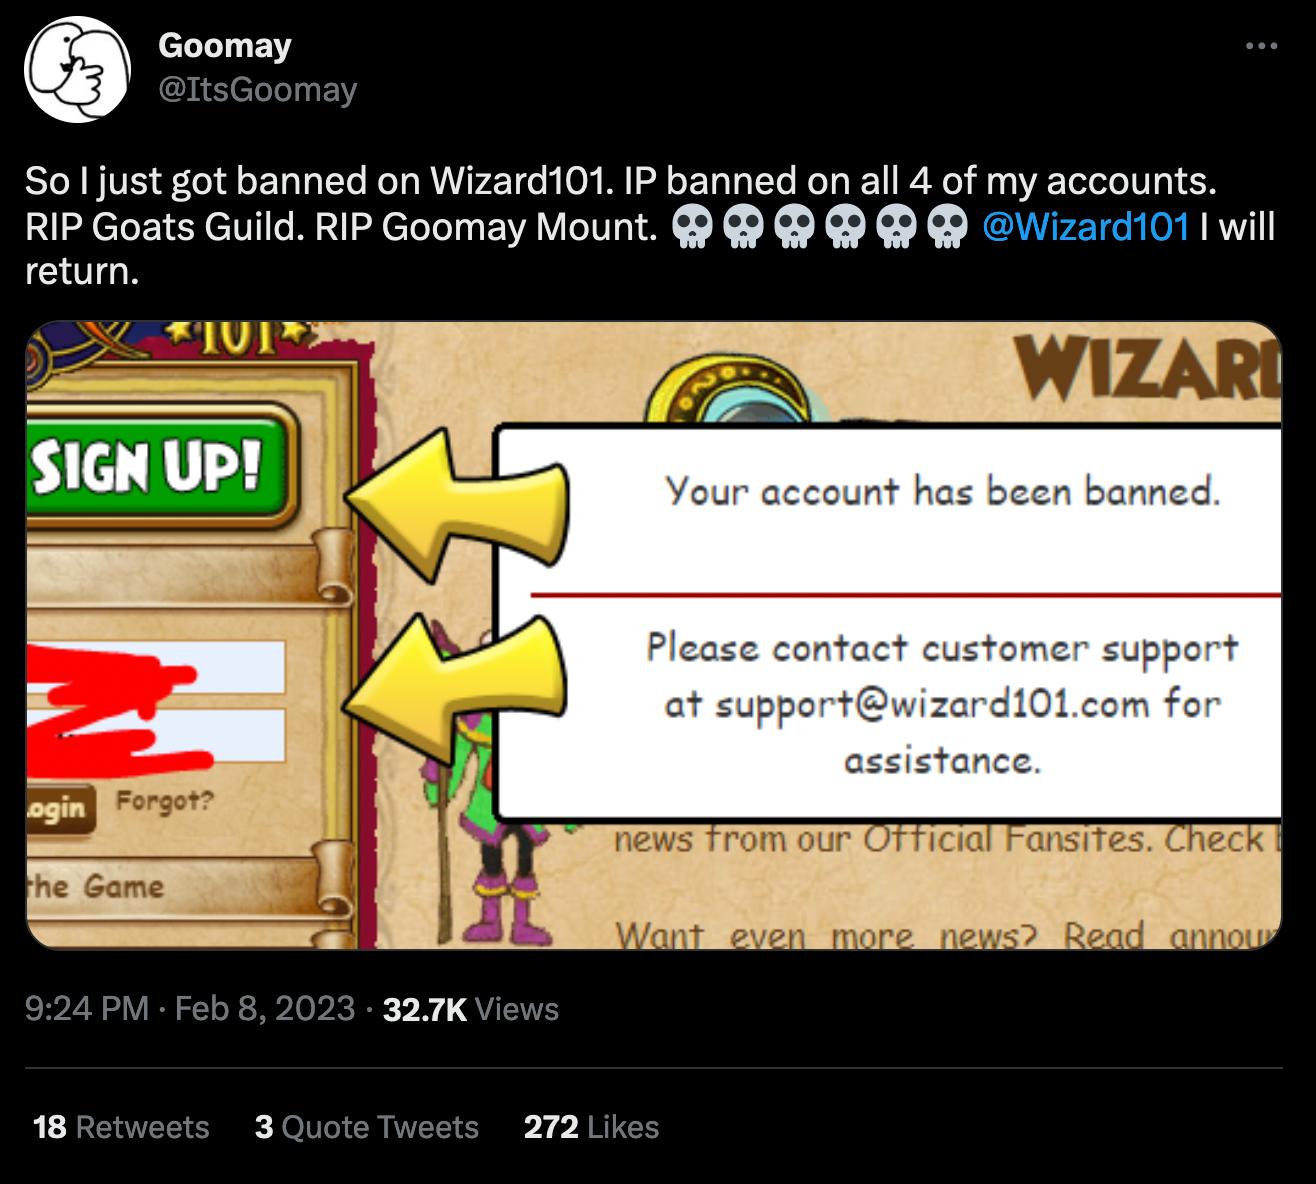 Goomay
@ItsGoomay
So I just got banned on Wizard101. IP banned on all 4 of my accounts.
RIP Goats Guild. RIP Goomay Mount. 💀💀💀💀💀💀 @Wizard101 I will
return.
101
WIZARD
SIGN UP!
Your account has been banned.
Please contact customer support
at support@wizard101.com for
assistance.
ogin Forgot?
the Game
news from our Official Fansites. Check
Want even more news? Read announ
9:24 PM · Feb 8, 2023 · 32.7K Views
18 Retweets 3 Quote Tweets 272 Likes